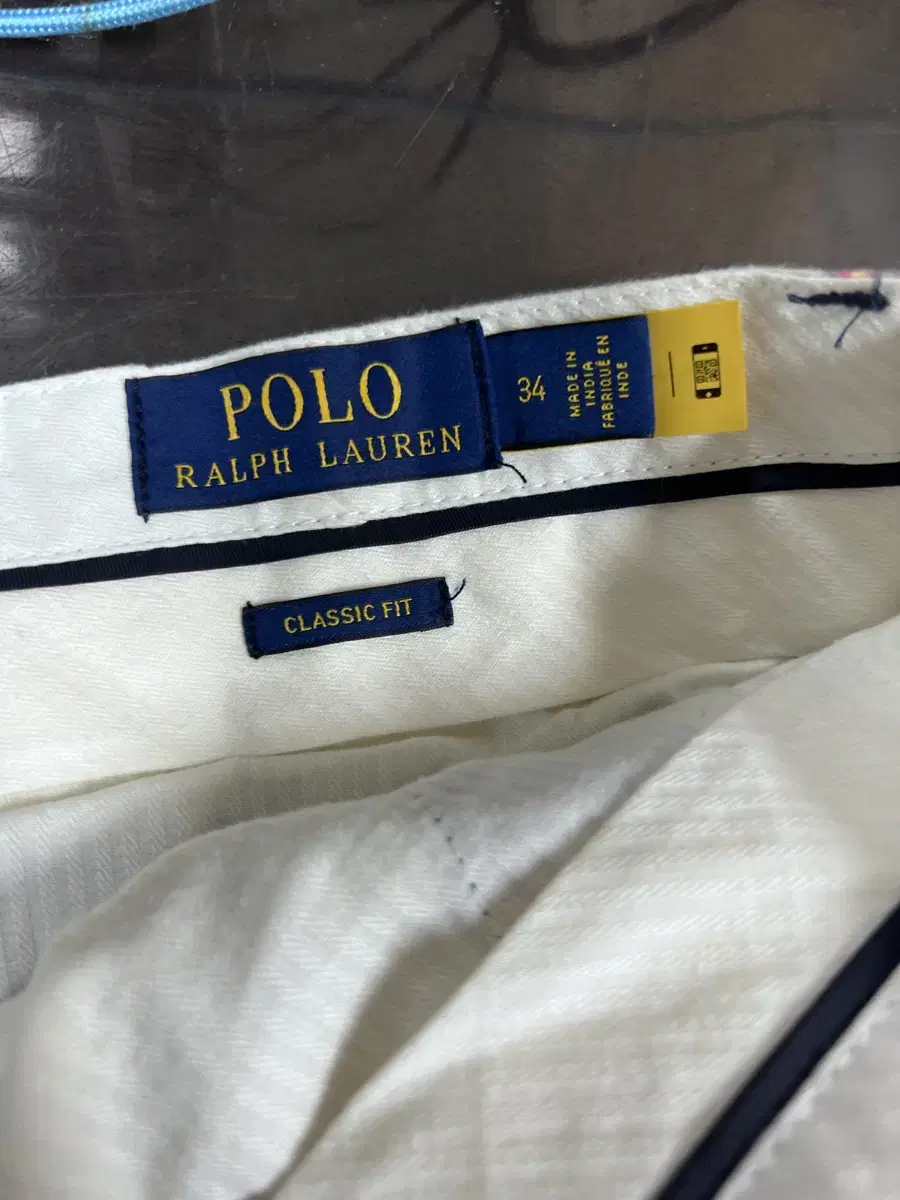 POLO
RALPH LAUREN
34
MADE IN
INDIA
FABRIQUÉ EN
INDE
CLASSIC FIT